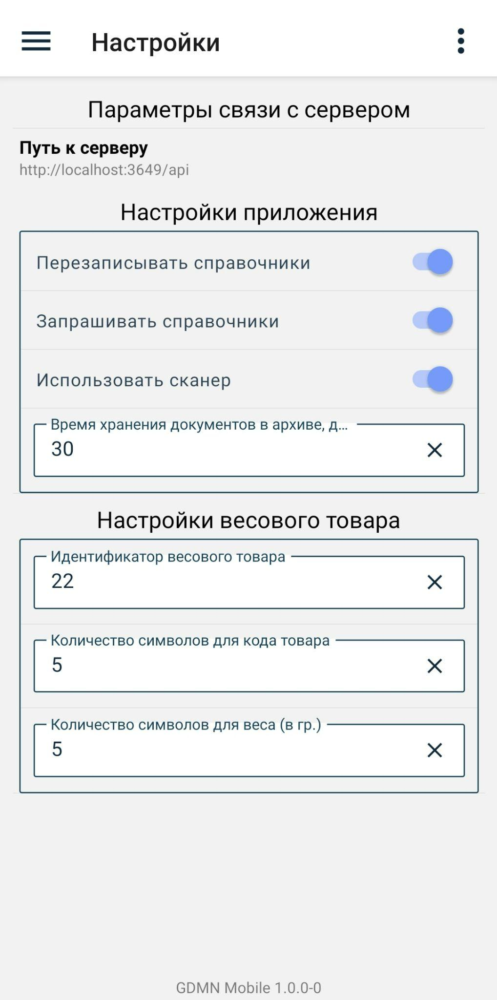 Настройки
Параметры связи с сервером
Путь к серверу
http://localhost:3649/api
Настройки приложения
Перезаписывать справочники
Запрашивать справочники
Использовать сканер
Время хранения документов в архиве, д...
30
Настройки весового товара
Идентификатор весового товара
22
Количество символов для кода товара
5
Количество символов для веса (в гр.)
5
GDMN Mobile 1.0.0-0